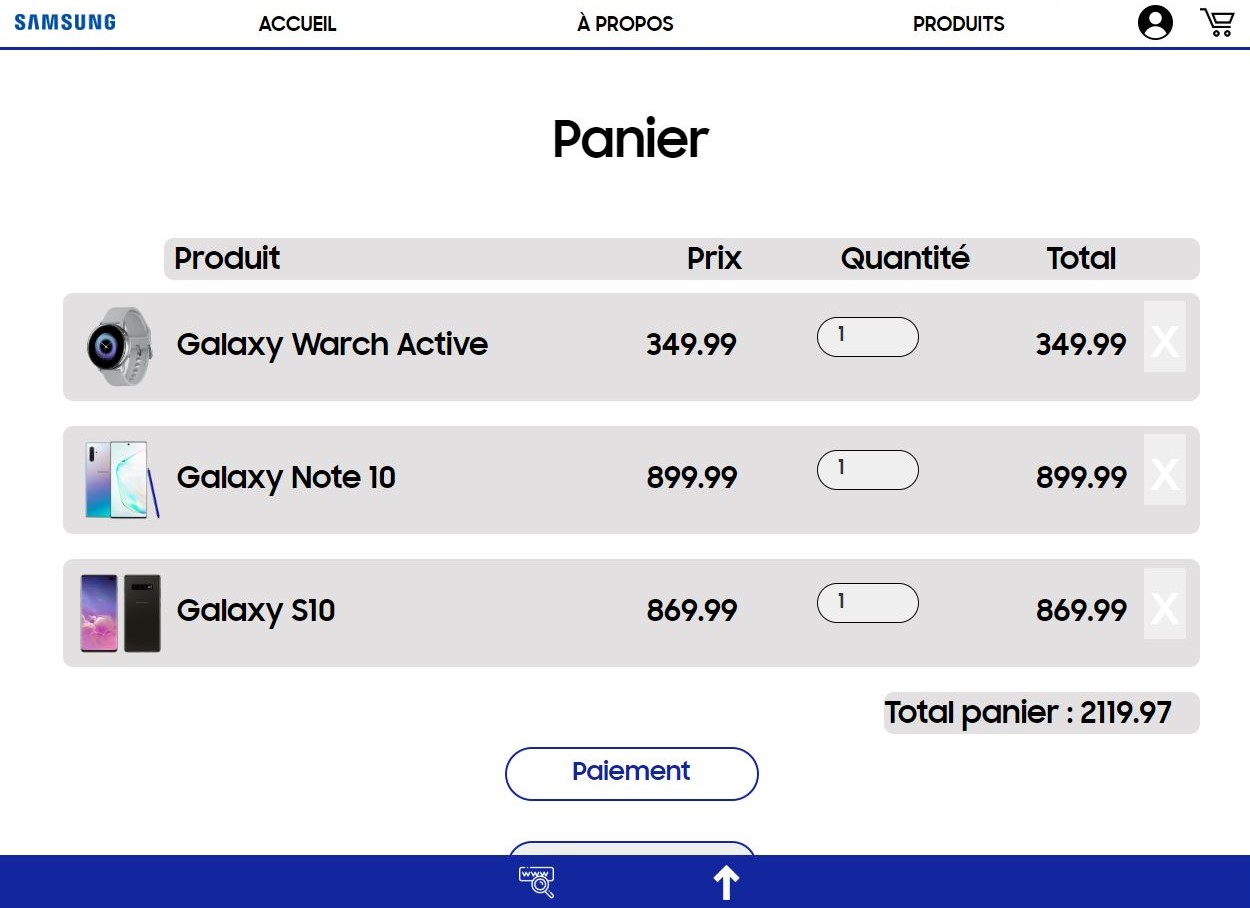 SAMSUNG ACCUEIL À PROPOS PRODUITS
Panier
Produit Prix Quantité Total
Galaxy Warch Active 349.99 1 349.99 X
Galaxy Note 10 899.99 1 899.99 X
Galaxy S10 869.99 1 869.99 X
Total panier : 2119.97
Paiement
www